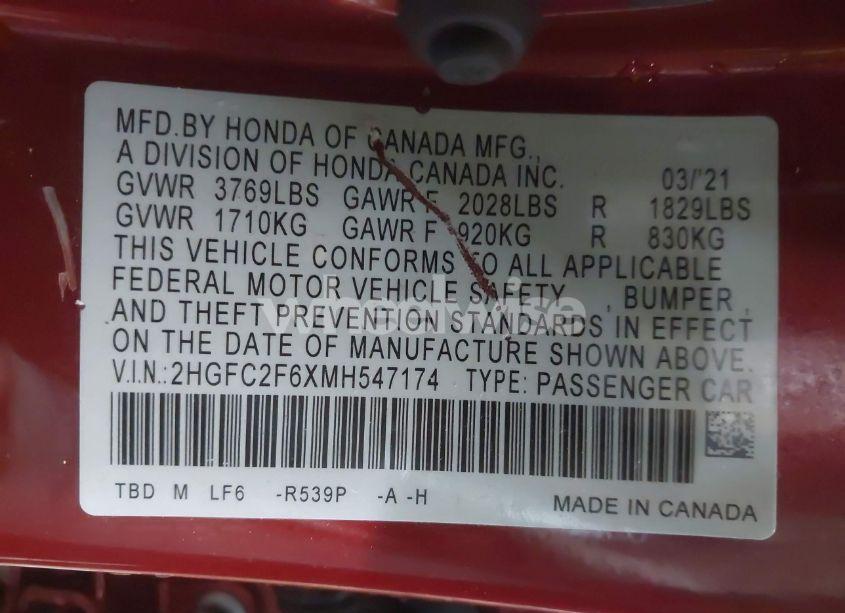 MFD.BY HONDA OF CANADA MFG.,
A DIVISION OF HONDA CANADA INC. 03/'21
GVWR 3769LBS GAWR F 2028LBS R 1829LBS
GVWR 1710KG GAWR F 920KG R 830KG
THIS VEHICLE CONFORMS TO ALL APPLICABLE
FEDERAL MOTOR VEHICLE SAFETY , BUMPER ,
AND THEFT PREVENTION STANDARDS IN EFFECT
ON THE DATE OF MANUFACTURE SHOWN ABOVE.
V.I.N.: 2HGFC2F6XMH547174 TYPE: PASSENGER CAR
TBD M LF6 -R539P -A -H MADE IN CANADA